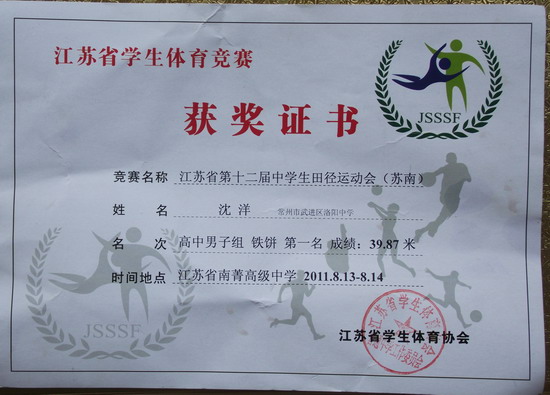 江苏省学生体育竞赛
JSSSF
获奖证书
竞赛名称 江苏省第十二届中学生田径运动会（苏南）
姓 名 沈洋 常州市武进区洛阳中学
名 次 高中男子组 铁饼 第一名 成绩：39.87 米
时间地点 江苏省南菁高级中学 2011.8.13-8.14
JSSSF
江苏省学生体育协会